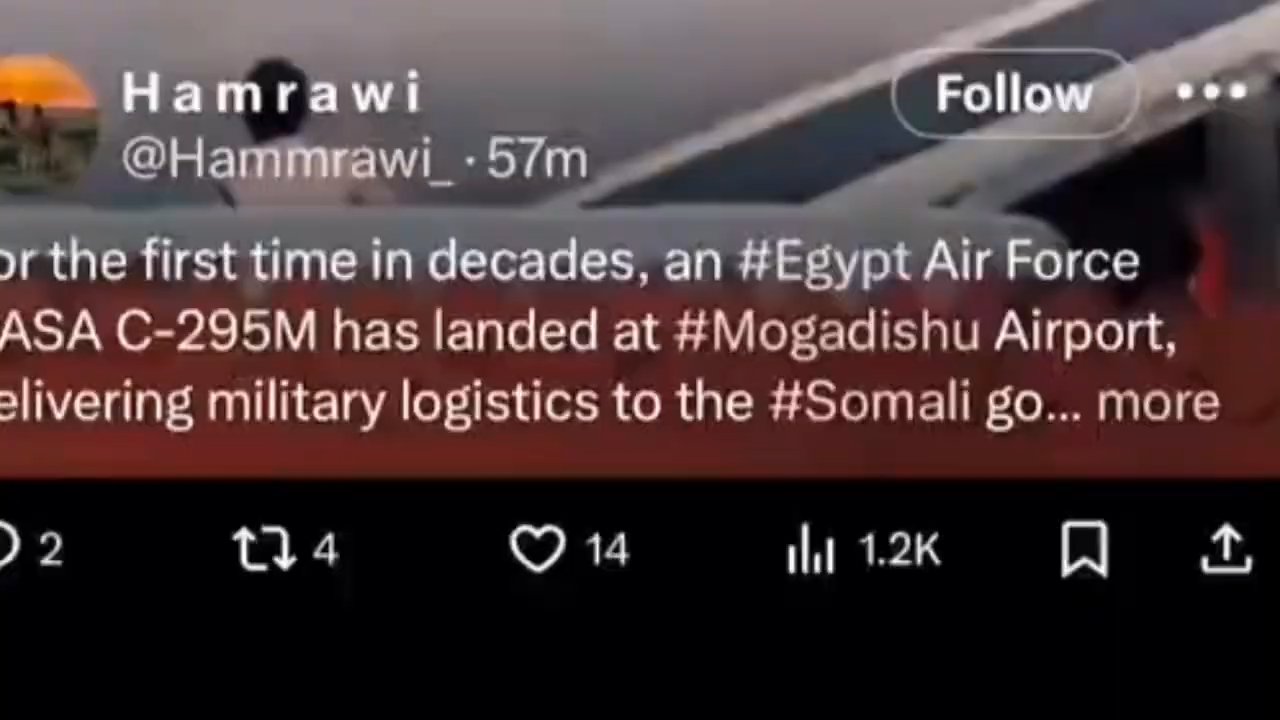 Hamrawi
Follow
@Hammrawi_ · 57m
or the first time in decades, an #Egypt Air Force
ASA C-295M has landed at #Mogadishu Airport,
elivering military logistics to the #Somali go... more
2 4 14 1.2K